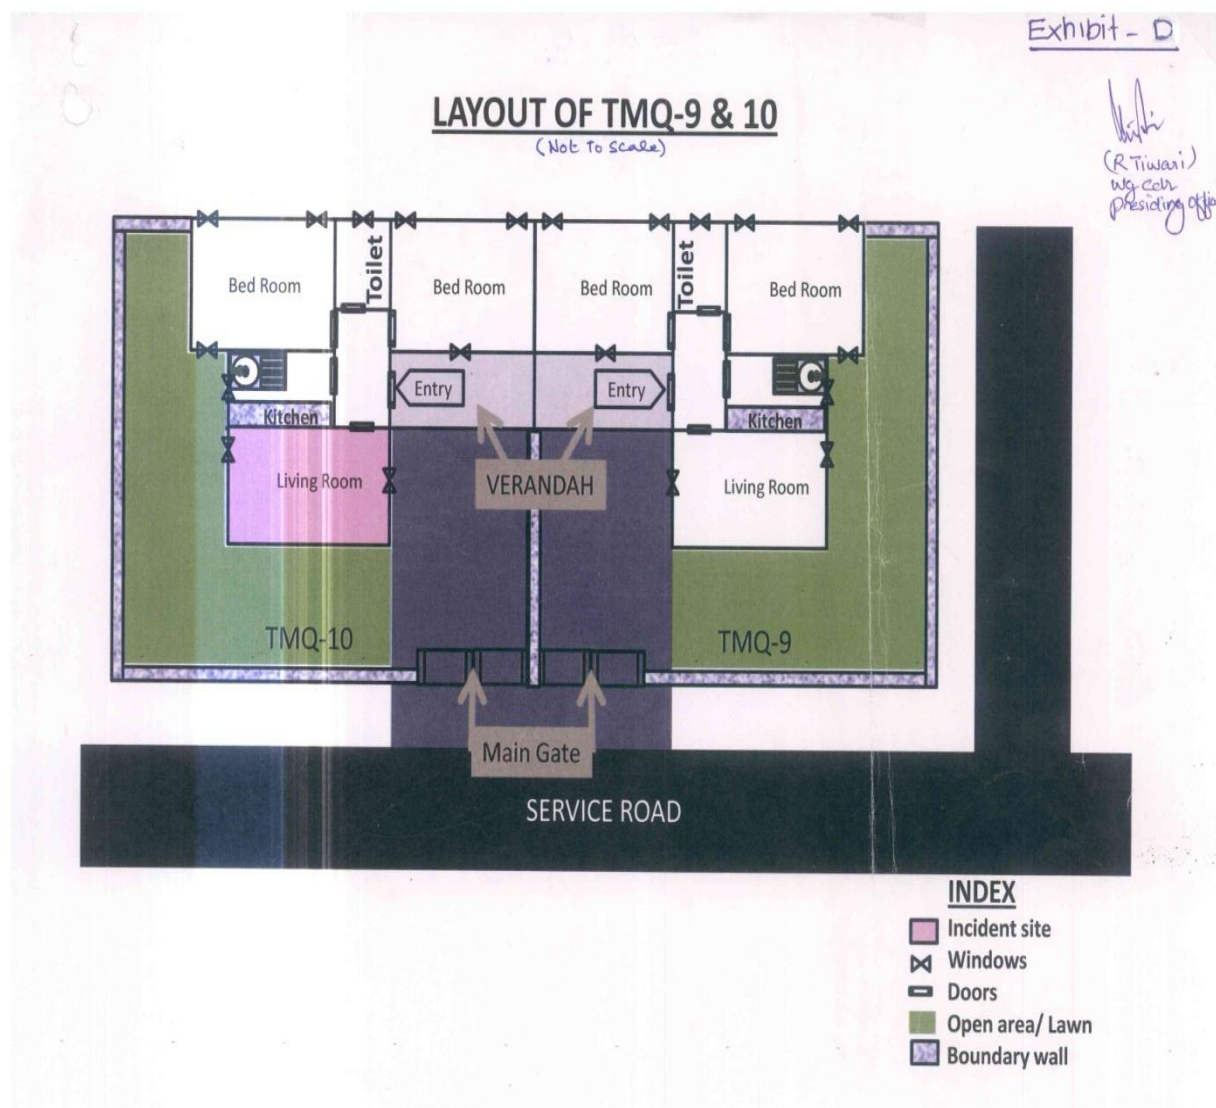 Exhibit - D
LAYOUT OF TMQ-9 & 10
(Not To Scale)
(R Tiwari)
Wg Cdr
Presiding
Bed Room
Toilet
Bed Room
Bed Room
Toilet
Bed Room
Entry
Entry
Kitchen
Kitchen
Living Room
VERANDAH
Living Room
TMQ-10
TMQ-9
Main Gate
SERVICE ROAD
INDEX
Incident site
Windows
Doors
Open area/ Lawn
Boundary wall